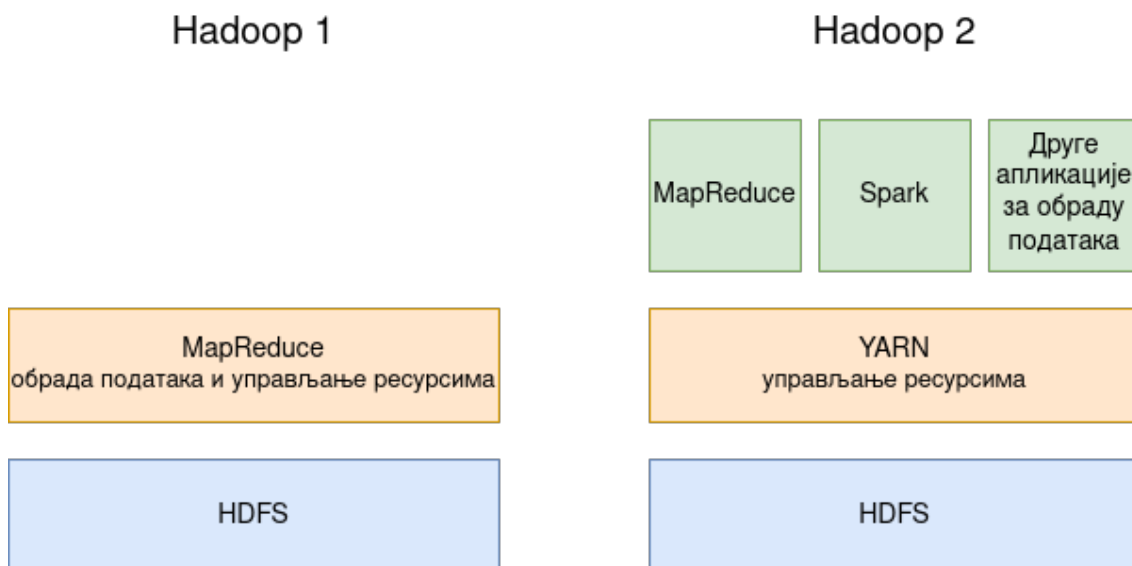 Hadoop 1
MapReduce
обрада података и управљање ресурсима
HDFS
Hadoop 2
MapReduce
Spark
Друге
апликације
за обраду
података
YARN
управљање ресурсима
HDFS